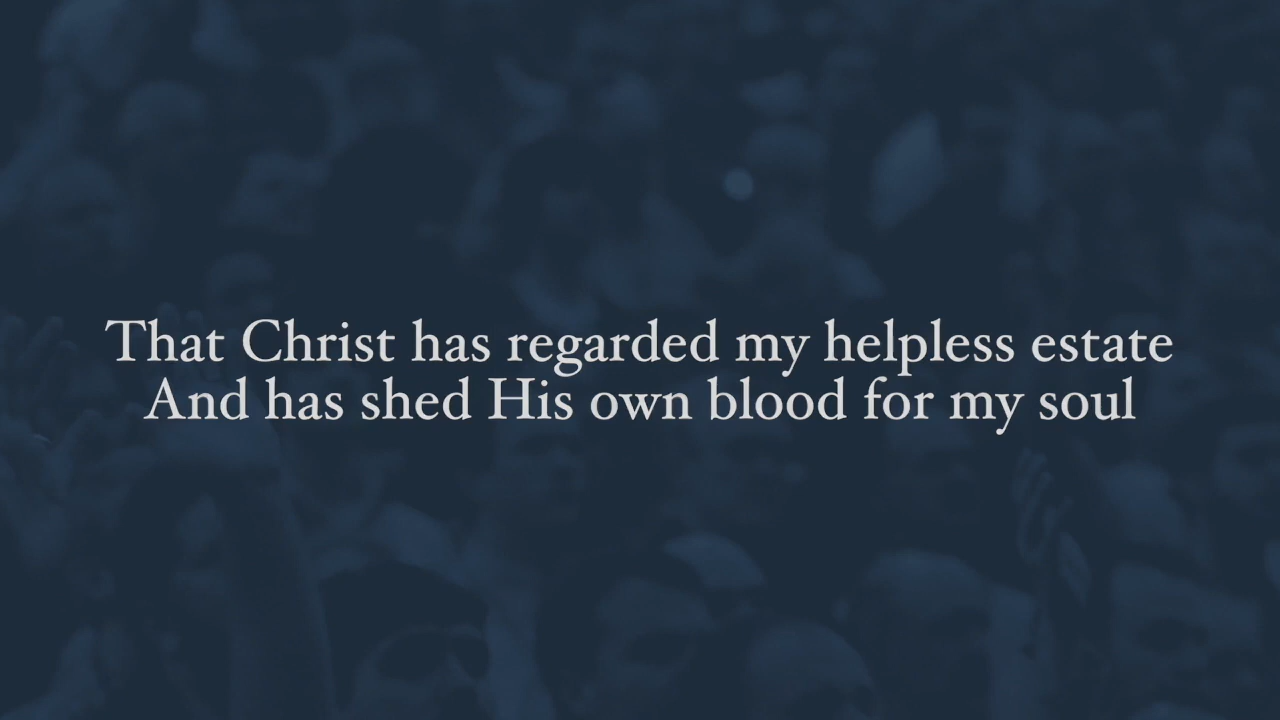 That Christ has regarded my helpless estate
And has shed His own blood for my soul